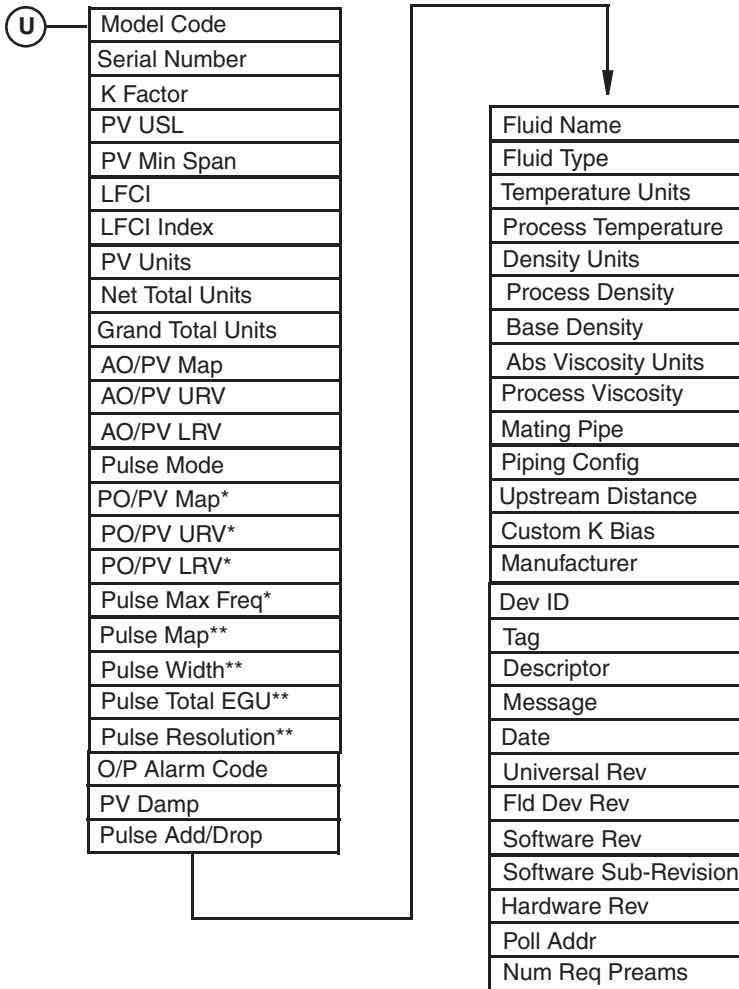 U
Model Code
Serial Number
K Factor
PV USL
PV Min Span
LFCI
LFCI Index
PV Units
Net Total Units
Grand Total Units
AO/PV Map
AO/PV URV
AO/PV LRV
Pulse Mode
PO/PV Map*
PO/PV URV*
PO/PV LRV*
Pulse Max Freq*
Pulse Map**
Pulse Width**
Pulse Total EGU**
Pulse Resolution**
O/P Alarm Code
PV Damp
Pulse Add/Drop
Fluid Name
Fluid Type
Temperature Units
Process Temperature
Density Units
Process Density
Base Density
Abs Viscosity Units
Process Viscosity
Mating Pipe
Piping Config
Upstream Distance
Custom K Bias
Manufacturer
Dev ID
Tag
Descriptor
Message
Date
Universal Rev
Fld Dev Rev
Software Rev
Software Sub-Revision
Hardware Rev
Poll Addr
Num Req Preams